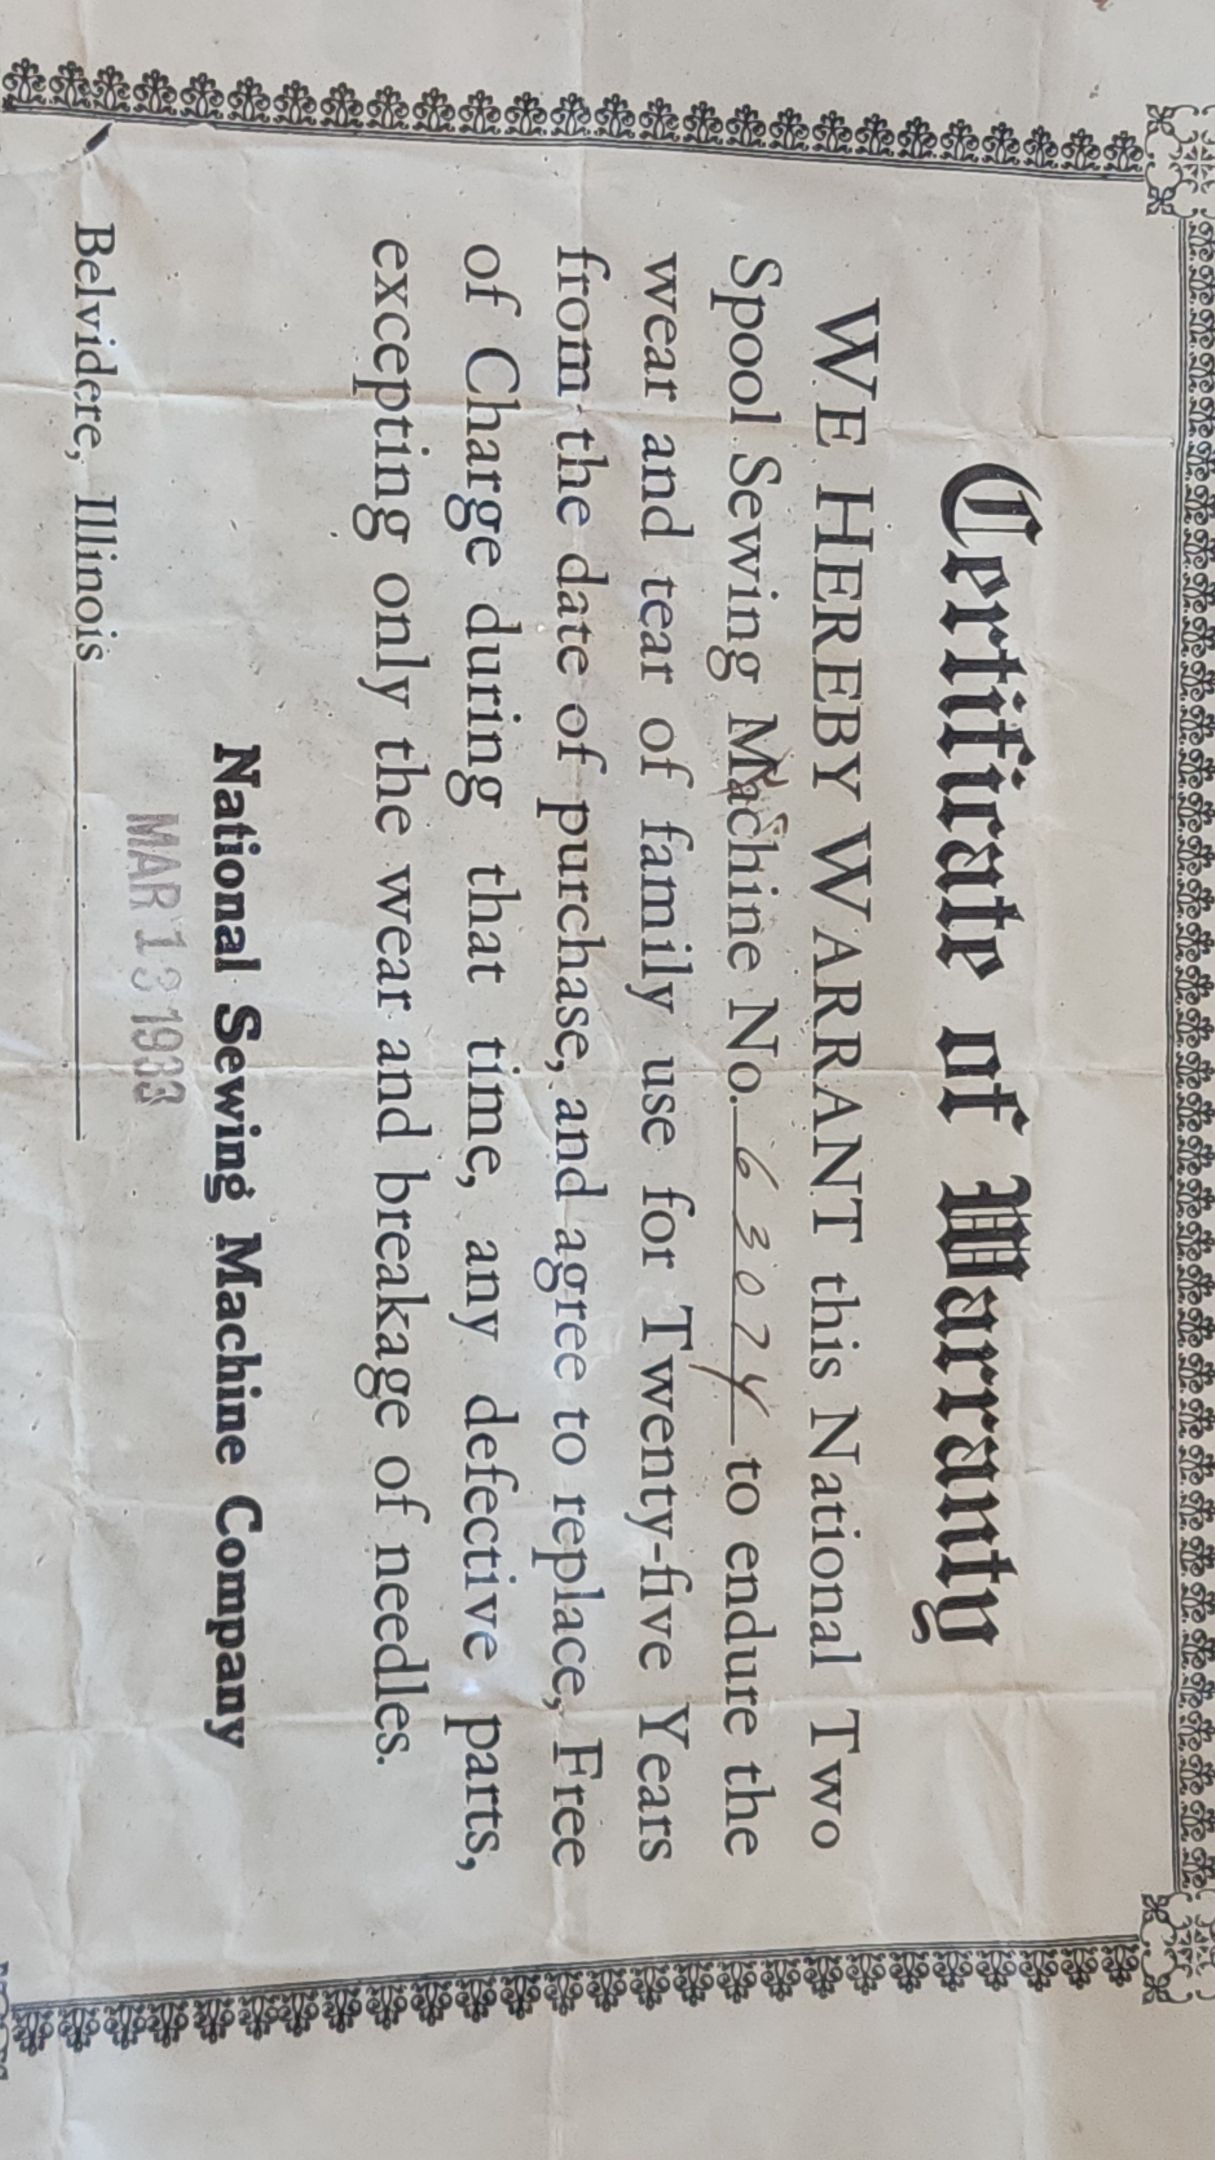 Certificate of Warranty
WE HEREBY WARRANT this National Two
Spool Sewing Machine No. 63074 to endure the
wear and tear of family use for Twenty-five Years
from the date of purchase, and agree to replace, Free
of Charge during that time, any defective parts,
excepting only the wear and breakage of needles.
National Sewing Machine Company
MAR 13 1933
Belvidere, Illinois